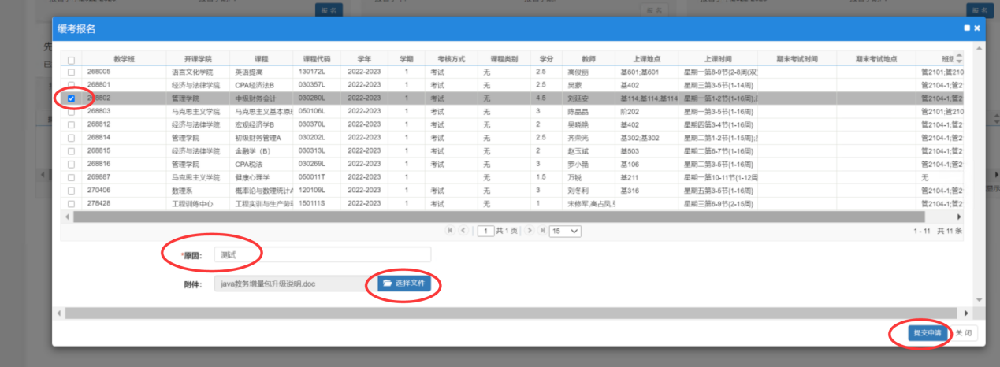 报 名
报 名
报 名
缓考报名
教学班 开课学院 课程 课程代码 学年 学期 考核方式 课程类别 学分 教师 上课地点 上课时间 期末考试时间 期末考试地点
268005 语言文化学院 英语提高 130172L 2022-2023 1 考试 无 2.5 高俊丽 基601;基601 星期一第8-9节{2-8周(双 管2101;管210
268801 经济与法律学院 CPA经济法B 030357L 2022-2023 1 考试 无 2.5 吴蒙 基402 星期三第3-5节{1-14周} 管2104-1;管2
268802 管理学院 中级财务会计 030280L 2022-2023 1 考试 无 4.5 刘延安 基114;基114;基114 星期一第1-2节{1-16周}; 管2104-1;管2
268803 马克思主义学院 马克思主义基本原 050106L 2022-2023 1 考试 无 3 陈晶晶 阶202 星期一第3-5节{1-16周} 管2101;管210
268812 经济与法律学院 宏观经济学B 030370L 2022-2023 1 考试 无 2 吴晓艳 基402 星期四第3-4节{1-16周} 管2104-1;管2
268814 管理学院 初级财务管理A 030202L 2022-2023 1 考试 无 2.5 齐荣光 基302;基302 星期二第1-2节{1-15周}; 管2104-1;管2
268815 经济与法律学院 金融学（B） 030313L 2022-2023 1 考试 无 2 赵玉斌 基503 星期二第6-7节{1-16周} 管2104-1;管2
268816 管理学院 CPA税法 030269L 2022-2023 1 考试 无 3 罗小艳 基106 星期二第3-5节{1-16周} 管2104-1;管2
269887 马克思主义学院 健康心理学 050011T 2022-2023 1 无 1.5 万锐 基211 星期一第10-11节{1-12周 无
270406 数理系 概率论与数理统计A 120109L 2022-2023 1 考试 无 3 刘冬利 基316 星期五第3-5节{1-16周} 管2104-1;管2
278428 工程训练中心 工程实训与生产劳动 150111S 2022-2023 1 考试 无 1 宋修军,高占凤, 星期三第6-9节{2-15周} 管2104-1;管2
1 共 1 页 15 1 - 11 共 11 条
*原因: 测试
附件: java教务增量包升级说明.doc 选择文件
提交申请 关 闭